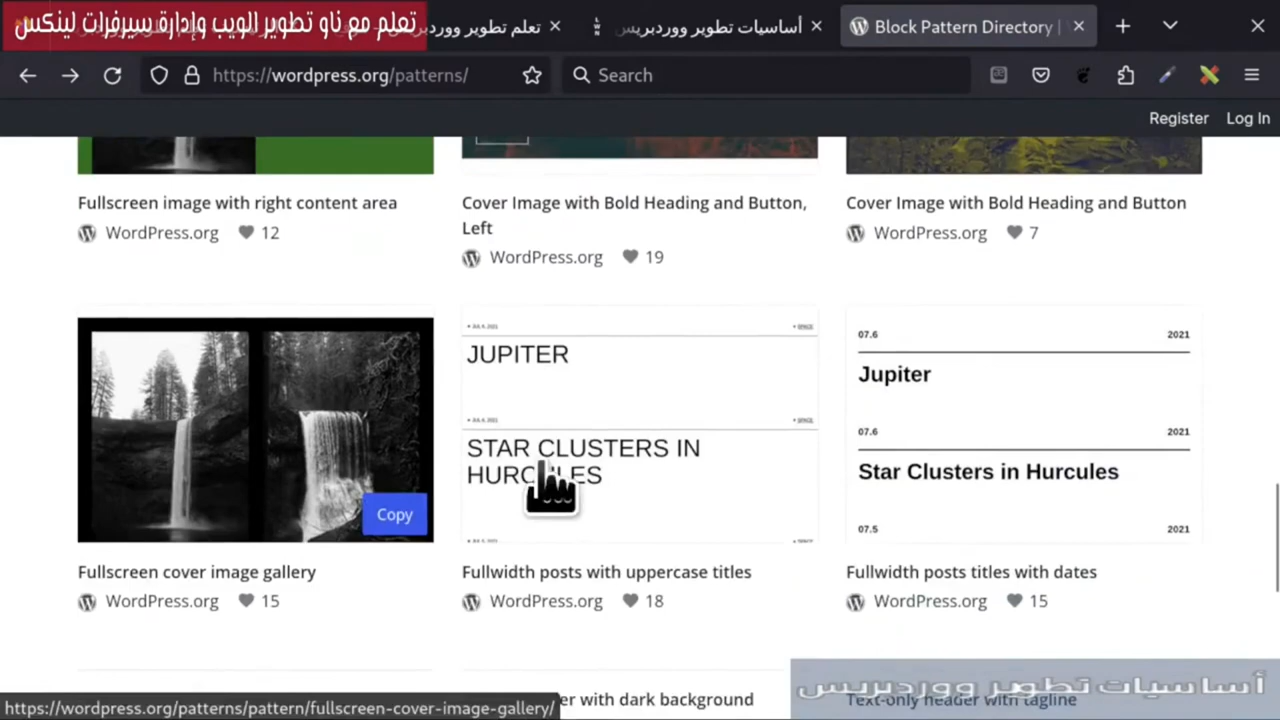 تعلم مع ناو تطوير الويب وإدارة سيرفرات لينكس
تعلم تطوير ووردبريس
أساسيات تطوير ووردبريس
Block Pattern Directory |
https://wordpress.org/patterns/
Search
Register Log In
Fullscreen image with right content area
WordPress.org 12
Cover Image with Bold Heading and Button,
Left
WordPress.org 19
Cover Image with Bold Heading and Button
WordPress.org 7
Copy
Fullscreen cover image gallery
WordPress.org 15
JUPITER
STAR CLUSTERS IN
HURCULES
Fullwidth posts with uppercase titles
WordPress.org 18
07.6 2021
Jupiter
07.6 2021
Star Clusters in Hurcules
07.5 2021
Fullwidth posts titles with dates
WordPress.org 15
er with dark background
Text-only header with tagline
أساسيات تطوير ووردبريس
https://wordpress.org/patterns/pattern/fullscreen-cover-image-gallery/